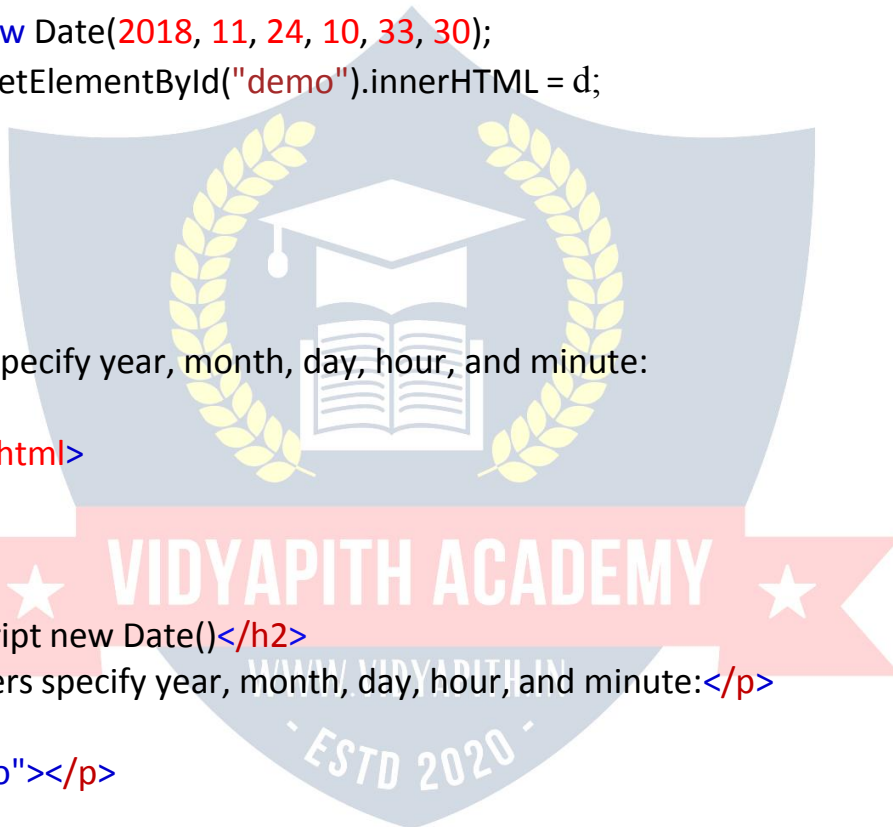 w Date(2018, 11, 24, 10, 33, 30);
etElementById("demo").innerHTML = d;
pecify year, month, day, hour, and minute:
html>
VIDYAPITH ACADEMY
ipt new Date()</h2>
WWW.VIDYAPITH.IN
ers specify year, month, day, hour, and minute:</p>
- ESTD 2020 -
o"></p>